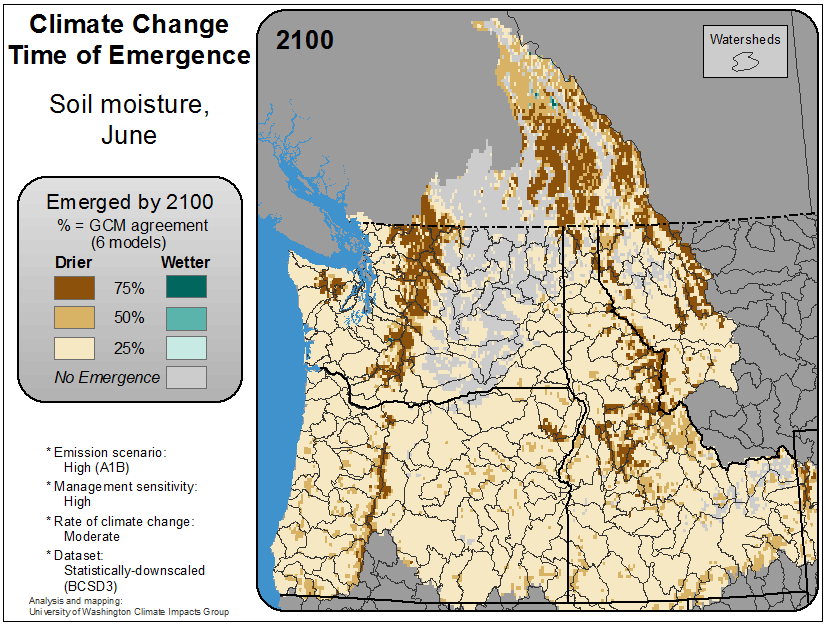 Climate Change
Time of Emergence
Soil moisture,
June
Emerged by 2100
% = GCM agreement
(6 models)
Drier Wetter
75%
50%
25%
No Emergence
* Emission scenario:
High (A1B)
* Management sensitivity:
High
* Rate of climate change:
Moderate
* Dataset:
Statistically-downscaled
(BCSD3)
Analysis and mapping:
University of Washington Climate Impacts Group
2100
Watersheds